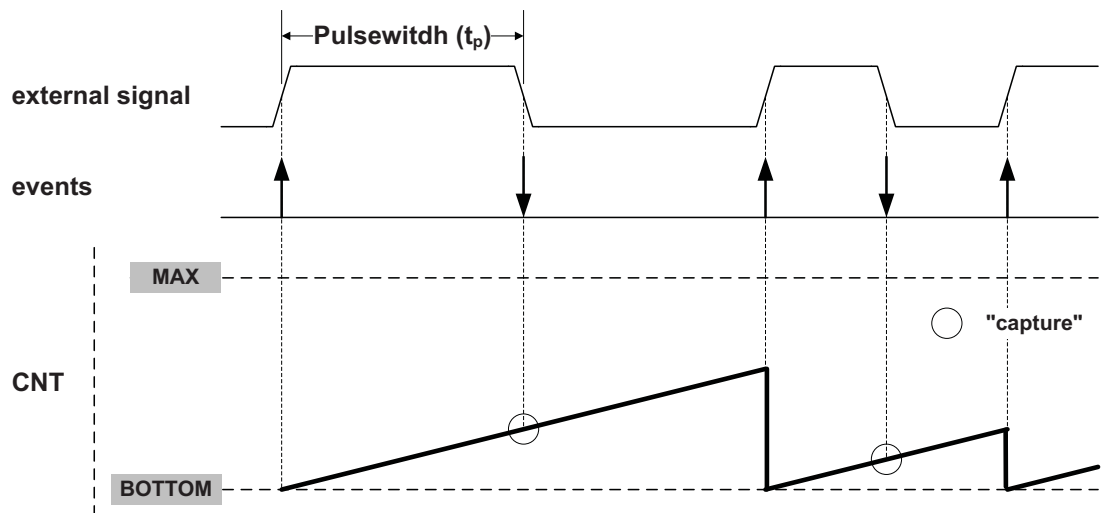 Pulsewitdh (tp)
external signal
events
MAX
"capture"
CNT
BOTTOM